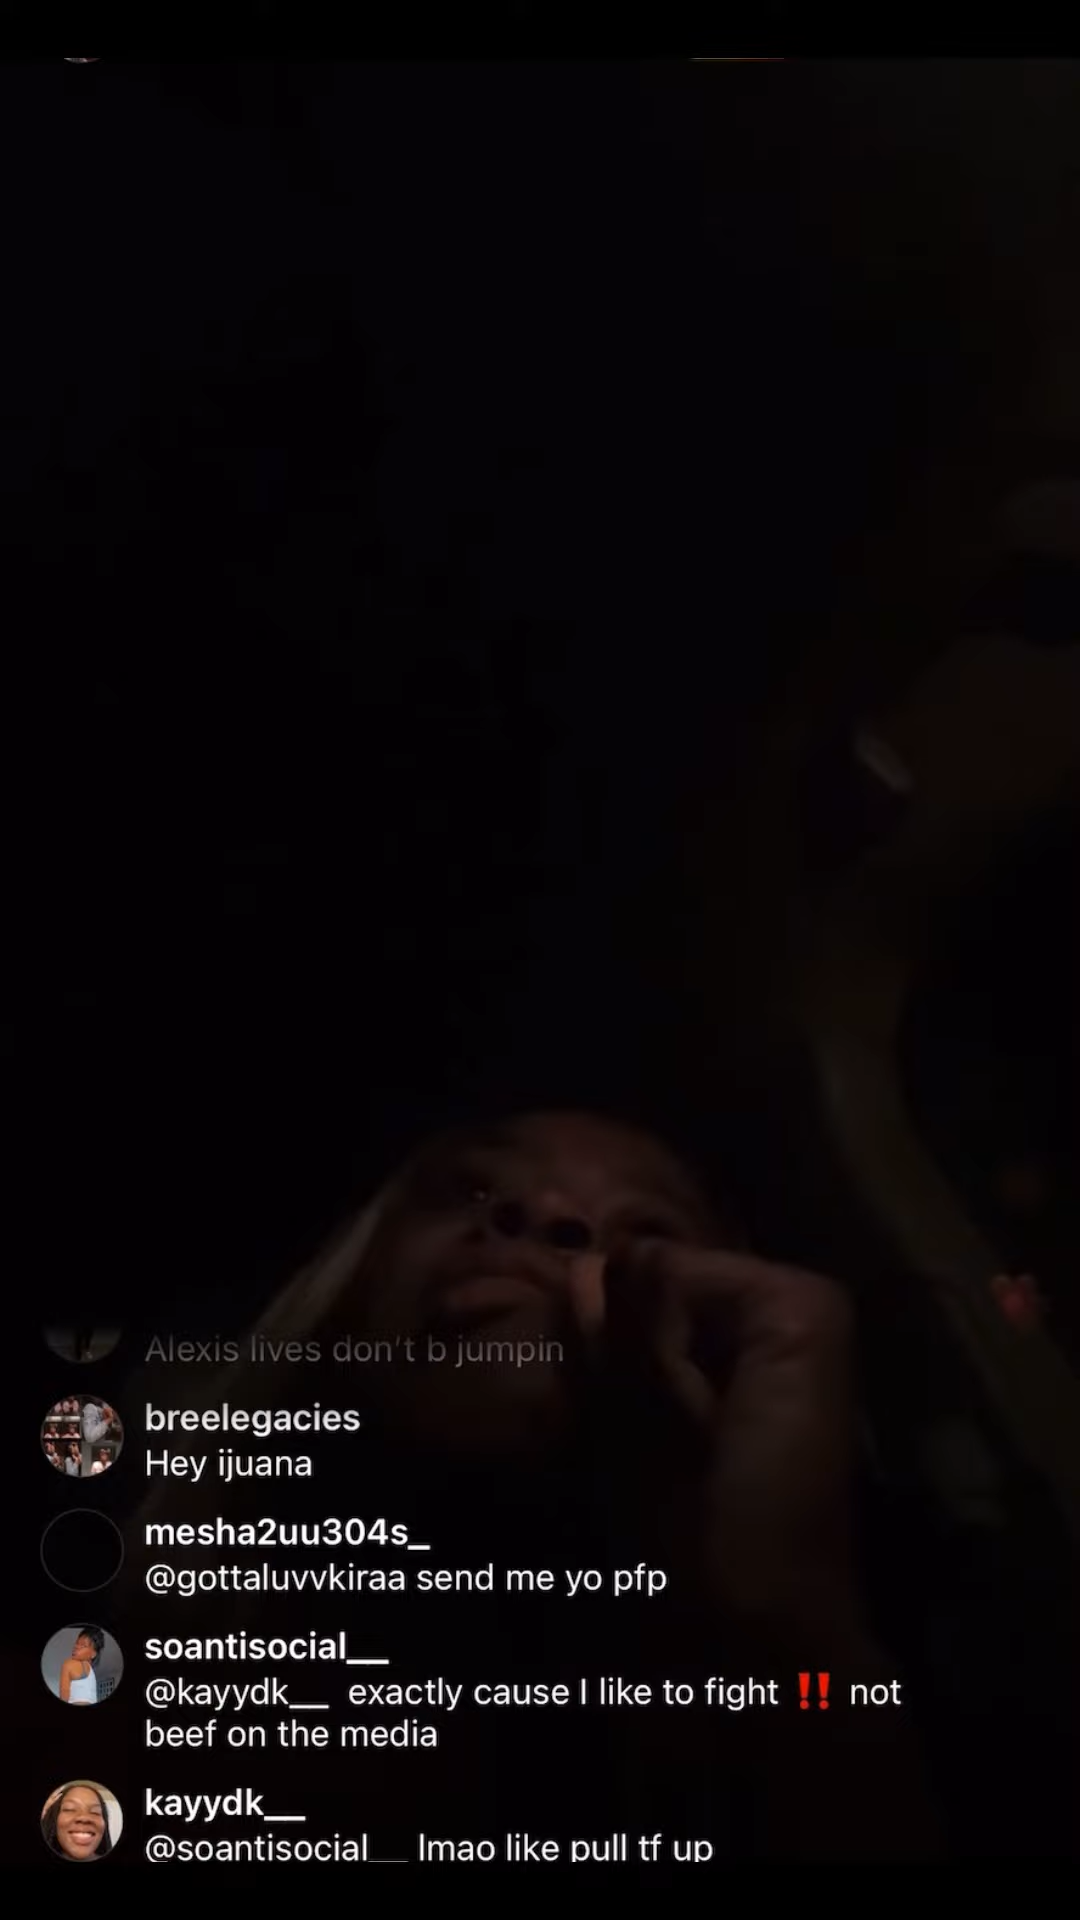 Alexis lives don't b jumpin
breelegacies
Hey ijuana
mesha2uu304s_
@gottaluvvkiraa send me yo pfp
soantisocial__
@kayydk__ exactly cause I like to fight ‼️ not
beef on the media
kayydk__
@soantisocial__ lmao like pull tf up